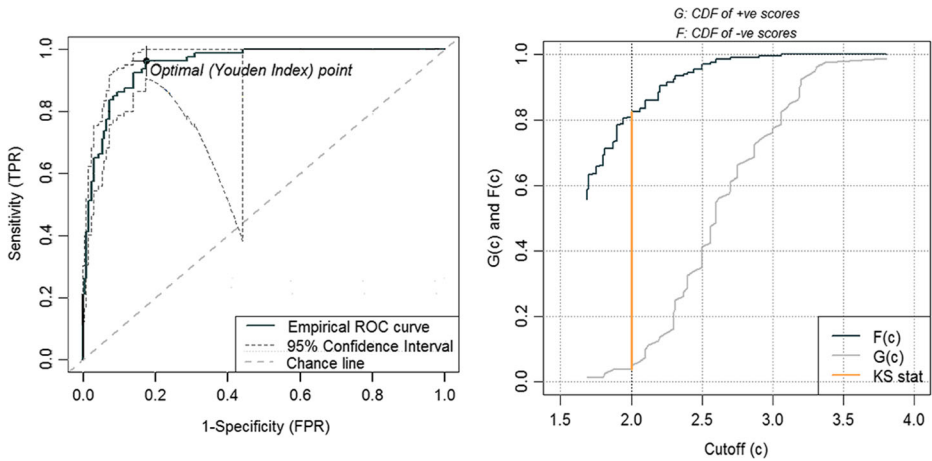 Sensitivity (TPR)
1.0
0.8
0.6
0.4
0.2
0.0
Optimal (Youden Index) point
Empirical ROC curve
95% Confidence Interval
Chance line
0.0 0.2 0.4 0.6 0.8 1.0
1-Specificity (FPR)
G: CDF of +ve scores
F: CDF of -ve scores
G(c) and F(c)
1.0
0.8
0.6
0.4
0.2
0.0
F(c)
G(c)
KS stat
1.5 2.0 2.5 3.0 3.5 4.0
Cutoff (c)